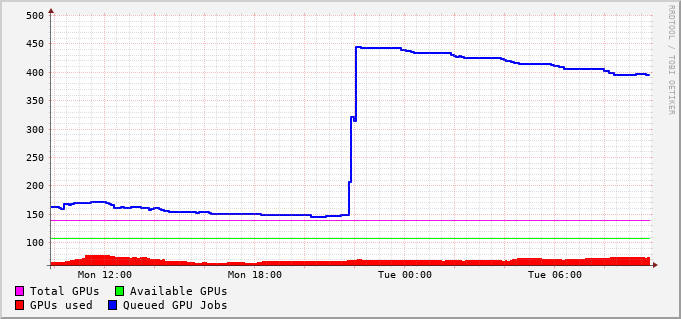 500
450
400
350
300
250
200
150
100
Mon 12:00 Mon 18:00 Tue 00:00 Tue 06:00
Total GPUs Available GPUs
GPUs used Queued GPU Jobs
RRDTOOL / TOBI OETIKER